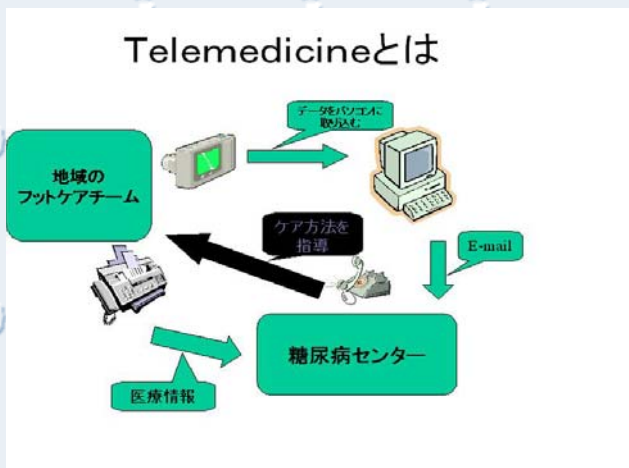 Telemedicineとは
データをパソコンに
取り込む
地域の
フットケアチーム
ケア方法を
指導
E-mail
糖尿病センター
医療情報